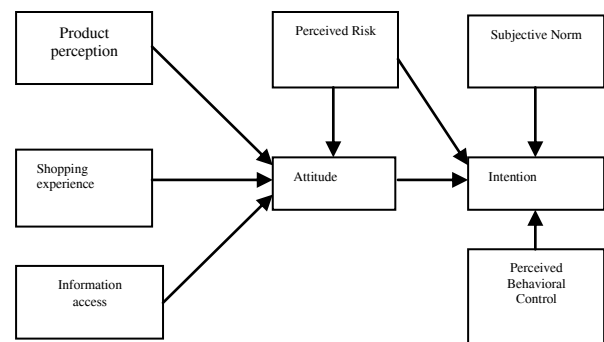 Product
perception
Perceived Risk
Subjective Norm
Shopping
experience
Attitude
Intention
Information
access
Perceived
Behavioral
Control